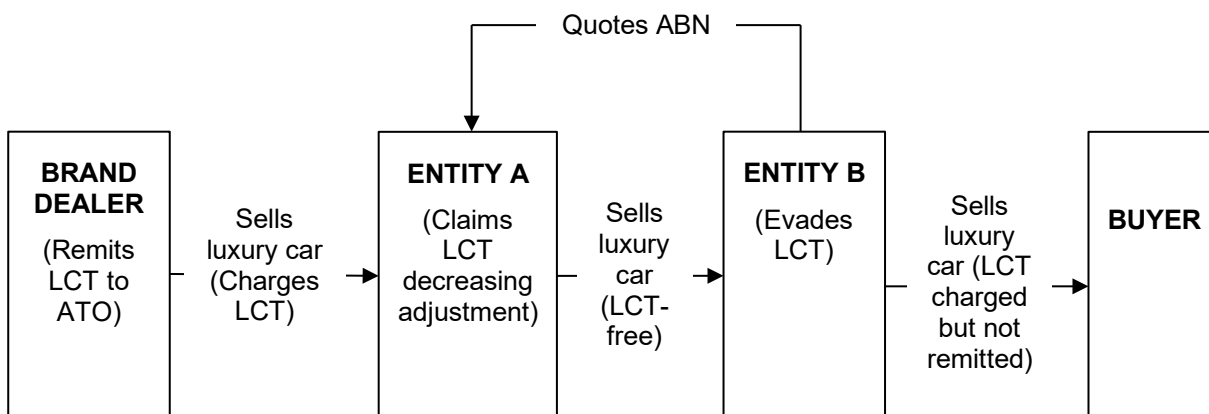 Quotes ABN
BRAND
DEALER
(Remits
LCT to
ATO)
Sells
luxury car
(Charges
LCT)
ENTITY A
(Claims
LCT
decreasing
adjustment)
Sells
luxury
car
(LCT-
free)
ENTITY B
(Evades
LCT)
Sells
luxury
car (LCT
charged
but not
remitted)
BUYER